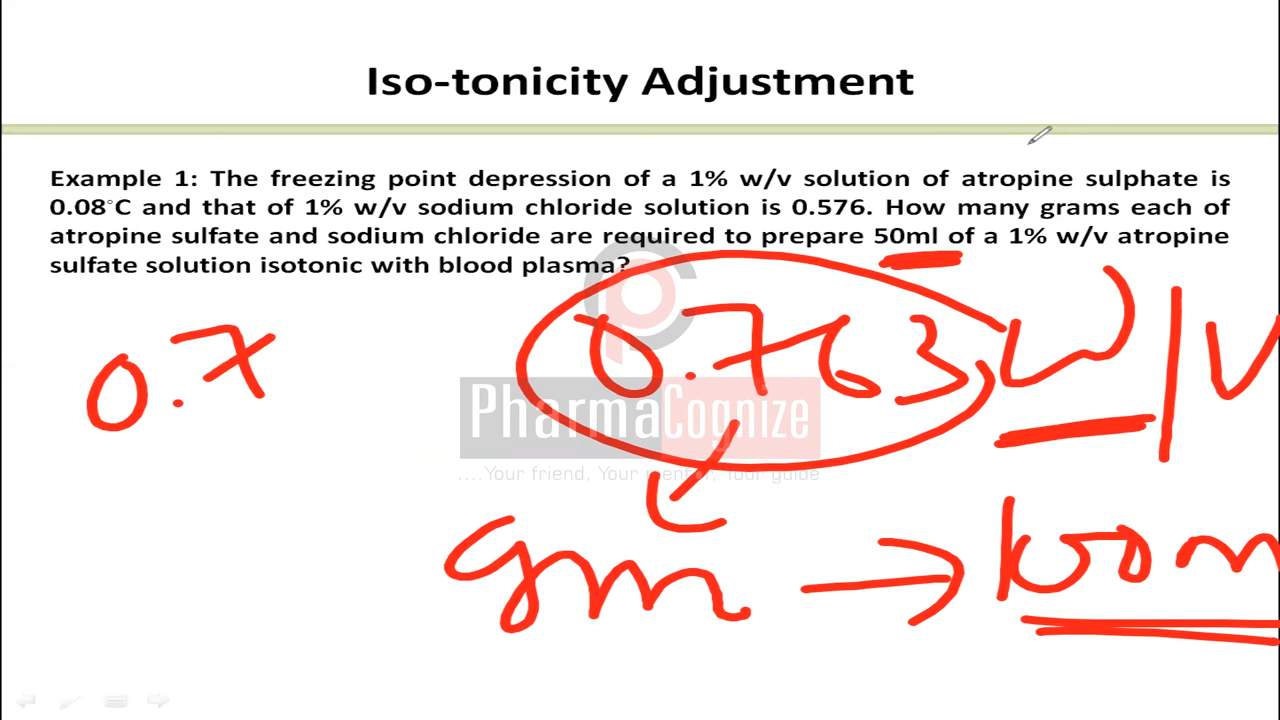 Iso-tonicity Adjustment
Example 1: The freezing point depression of a 1% w/v solution of atropine sulphate is
0.08°C and that of 1% w/v sodium chloride solution is 0.576. How many grams each of
atropine sulfate and sodium chloride are required to prepare 50ml of a 1% w/v atropine
sulfate solution isotonic with blood plasma?
0.7
0.763 w/v
PharmaCognize
....Your friend, Your mentor, Your guide
gm → 100m